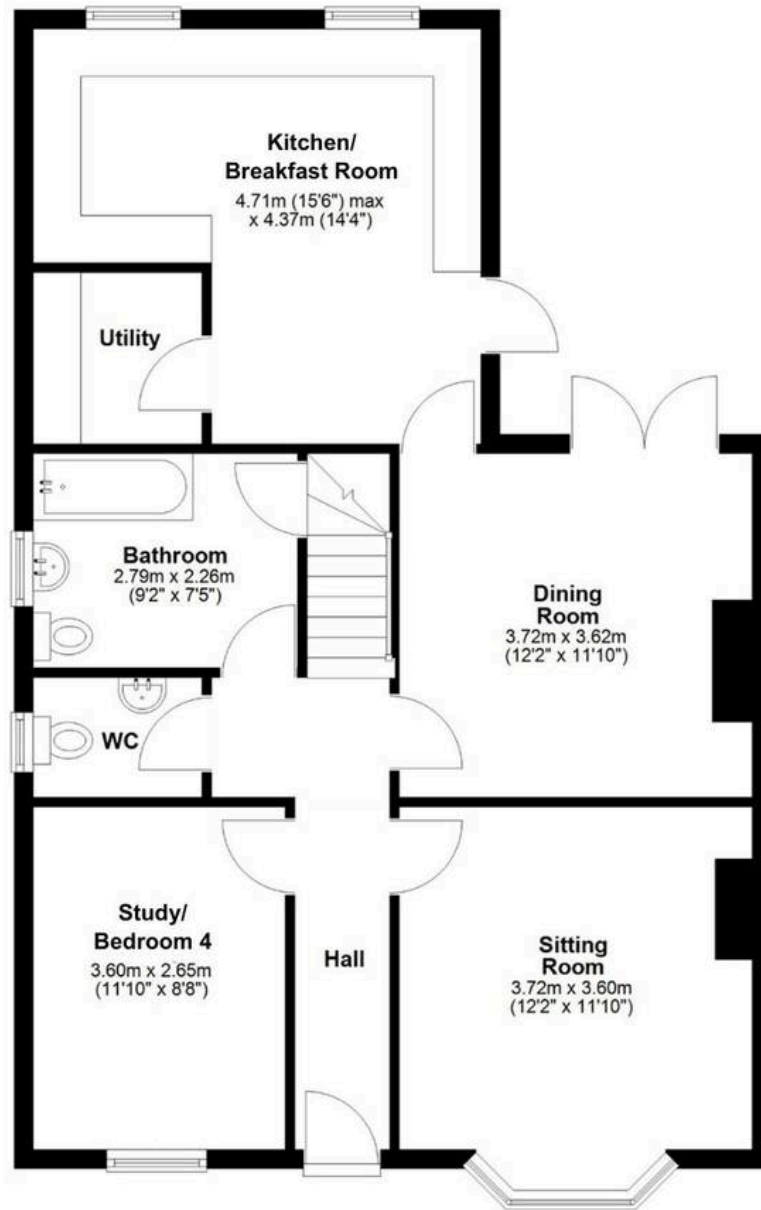 Kitchen/
Breakfast Room
4.71m (15'6") max
x 4.37m (14'4")
Utility
Bathroom
2.79m x 2.26m
(9'2" x 7'5")
Dining
Room
3.72m x 3.62m
(12'2" x 11'10")
WC
Study/
Bedroom 4
3.60m x 2.65m
(11'10" x 8'8")
Hall
Sitting
Room
3.72m x 3.60m
(12'2" x 11'10")